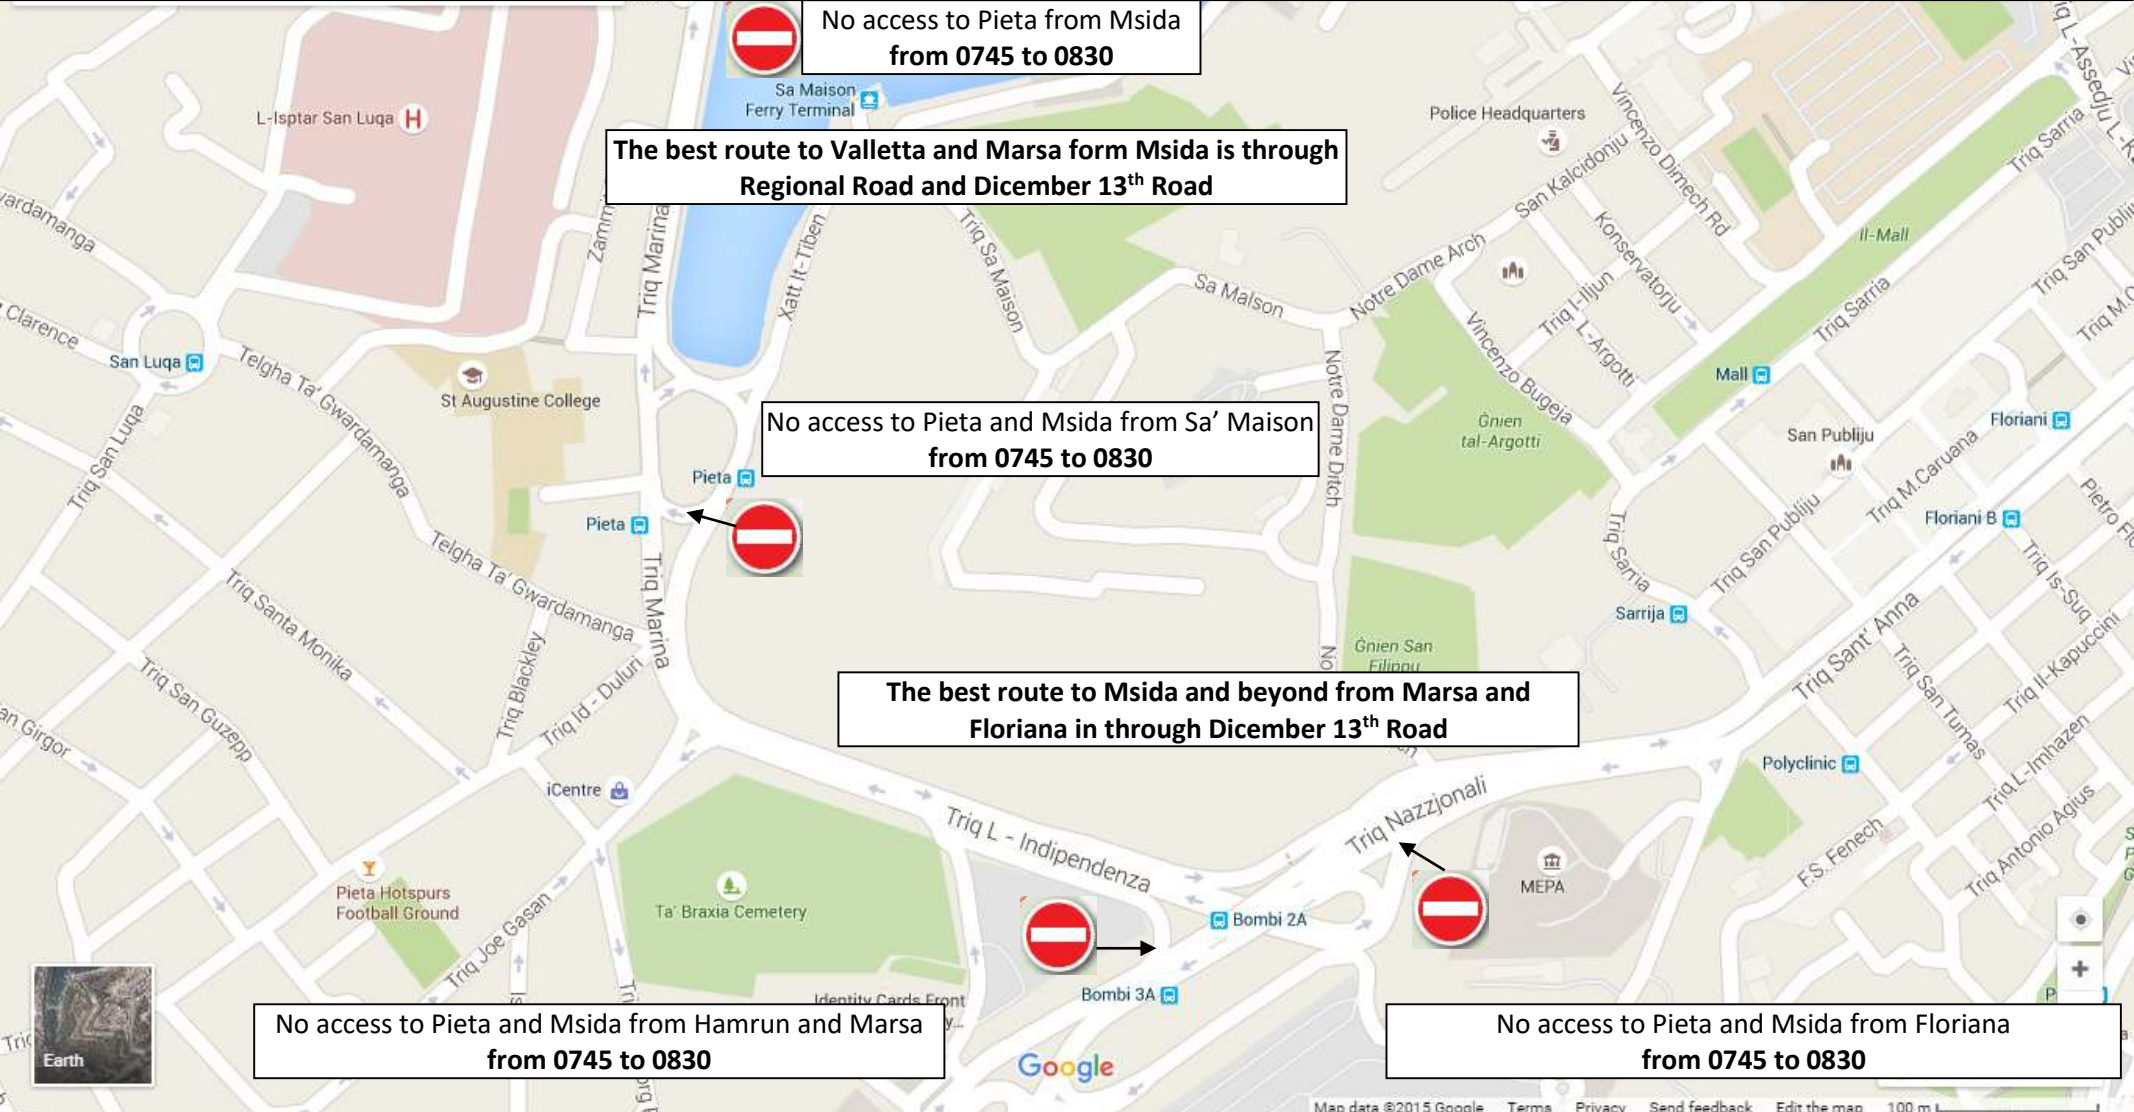 No access to Pieta from Msida
from 0745 to 0830
Sa Maison
Ferry Terminal
L-Isptar San Luqa H
Police Headquarters
The best route to Valletta and Marsa form Msida is through
Regional Road and Dicember 13th Road
Vincenzo Dimech Rd
San Kalcidonju
Triq Sarria
Il-Mall
Konservatorju
Notre Dame Arch
Triq Sa Maison
Xatt It-Tiben
Triq Marina
Sa Maison
Triq l-Iljun
L-Argotti
Triq Sarria
Clarence
San Luqa
Telgha Ta' Gwardamanga
St Augustine College
Vincenzo Bugeja
Notre Dame Ditch
Mall
Triq San Luqa
No access to Pieta and Msida from Sa' Maison
from 0745 to 0830
Ġnien
tal-Argotti
San Publiju
Floriani
Triq M.Caruana
Pieta
Pieta
Floriani B
Triq San Publiju
Triq Sarria
Telgha Ta' Gwardamanga
Triq Marina
Triq Is-Suq
Triq Santa Monika
Triq Blackley
Triq Id - Duluri
Sarrija
Ġnien San
Filippu
Triq Sant' Anna
Triq Il-Kapuccini
Triq San Tumas
Triq San Guzepp
The best route to Msida and beyond from Marsa and
Floriana in through Dicember 13th Road
Triq L-Imhazen
Polyclinic
iCentre
Triq L - Indipendenza
Triq Nazzjonali
Triq Antonio Agius
F.S. Fenech
MEPA
Pieta Hotspurs
Football Ground
Ta' Braxia Cemetery
Triq Joe Gasan
Bombi 2A
Bombi 3A
Identity Cards Front
No access to Pieta and Msida from Hamrun and Marsa
from 0745 to 0830
No access to Pieta and Msida from Floriana
from 0745 to 0830
Earth
Google
Map data ©2015 Google Terms Privacy Send feedback Edit the map 100 m